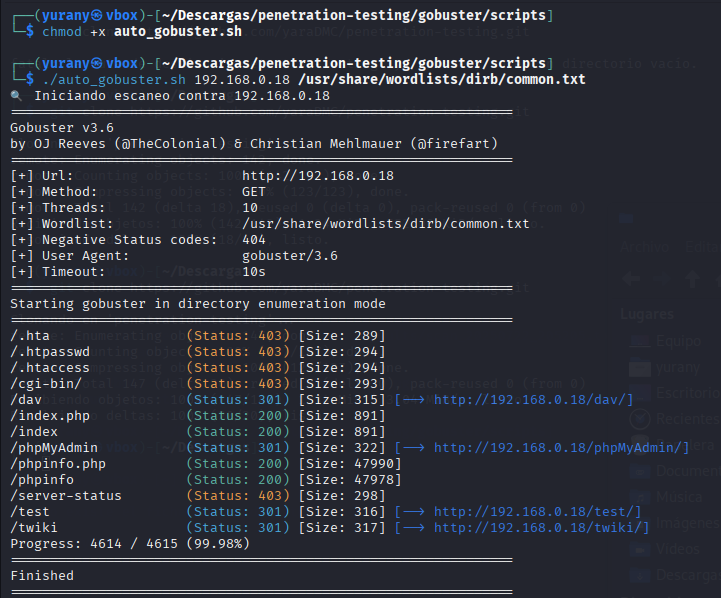 ┌──(yurany㉿vbox)-[~/Descargas/penetration-testing/gobuster/scripts]
└─$ chmod +x auto_gobuster.sh
┌──(yurany㉿vbox)-[~/Descargas/penetration-testing/gobuster/scripts]
└─$ ./auto_gobuster.sh 192.168.0.18 /usr/share/wordlists/dirb/common.txt
🔍 Iniciando escaneo contra 192.168.0.18
===============================================================
Gobuster v3.6
by OJ Reeves (@TheColonial) & Christian Mehlmauer (@firefart)
===============================================================
[+] Url:                     http://192.168.0.18
[+] Method:                  GET
[+] Threads:                 10
[+] Wordlist:                /usr/share/wordlists/dirb/common.txt
[+] Negative Status codes:   404
[+] User Agent:              gobuster/3.6
[+] Timeout:                 10s
===============================================================
Starting gobuster in directory enumeration mode
===============================================================
/.hta                 (Status: 403) [Size: 289]
/.htpasswd            (Status: 403) [Size: 294]
/.htaccess            (Status: 403) [Size: 294]
/cgi-bin/             (Status: 403) [Size: 293]
/dav                  (Status: 301) [Size: 315] [--> http://192.168.0.18/dav/]
/index.php            (Status: 200) [Size: 891]
/index                (Status: 200) [Size: 891]
/phpMyAdmin           (Status: 301) [Size: 322] [--> http://192.168.0.18/phpMyAdmin/]
/phpinfo.php          (Status: 200) [Size: 47990]
/phpinfo              (Status: 200) [Size: 47978]
/server-status        (Status: 403) [Size: 298]
/test                 (Status: 301) [Size: 316] [--> http://192.168.0.18/test/]
/twiki                (Status: 301) [Size: 317] [--> http://192.168.0.18/twiki/]
Progress: 4614 / 4615 (99.98%)
===============================================================
Finished
===============================================================
Lugares
Equipo
yurany
Escritorio
Recientes
Música
Imágenes
Vídeos
Descargas